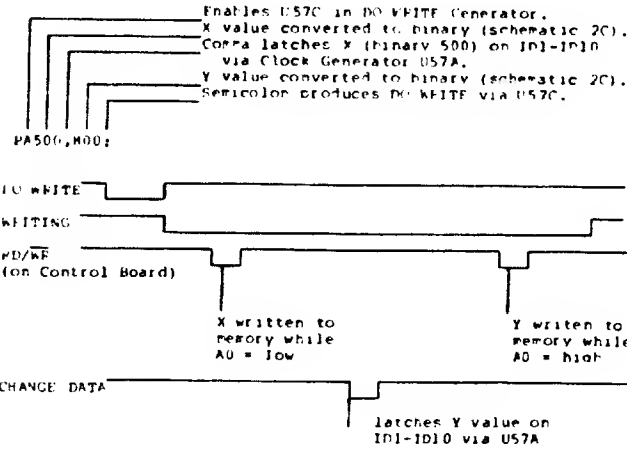 Enables U57C in DO WRITE Generator.
X value converted to binary (schematic 2C).
Comma latches X (binary 500) on ID1-ID10
via Clock Generator U57A.
Y value converted to binary (schematic 2C).
Semicolon produces DO WRITE via U57C.
PA500,800;
DO WRITE
WRITING
RD/WR
(on Control Board)
X written to
memory while
A0 = low
Y writen to
memory while
A0 = high
CHANGE DATA
latches Y value on
ID1-ID10 via U57A